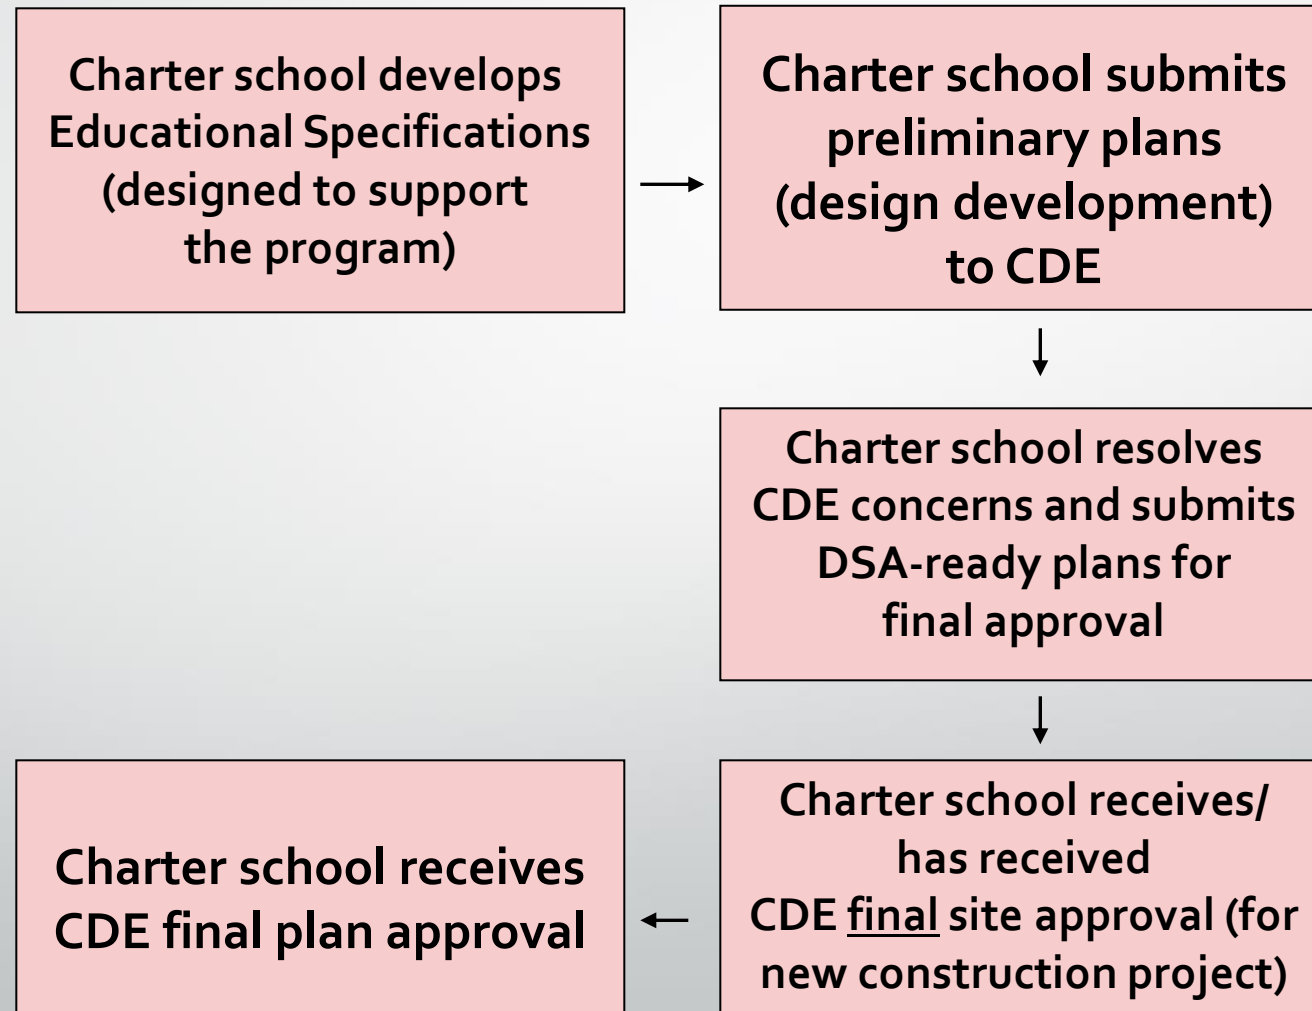 Charter school develops
Educational Specifications
(designed to support
the program)
Charter school submits
preliminary plans
(design development)
to CDE
Charter school resolves
CDE concerns and submits
DSA-ready plans for
final approval
Charter school receives/
has received
CDE final site approval (for
new construction project)
Charter school receives
CDE final plan approval